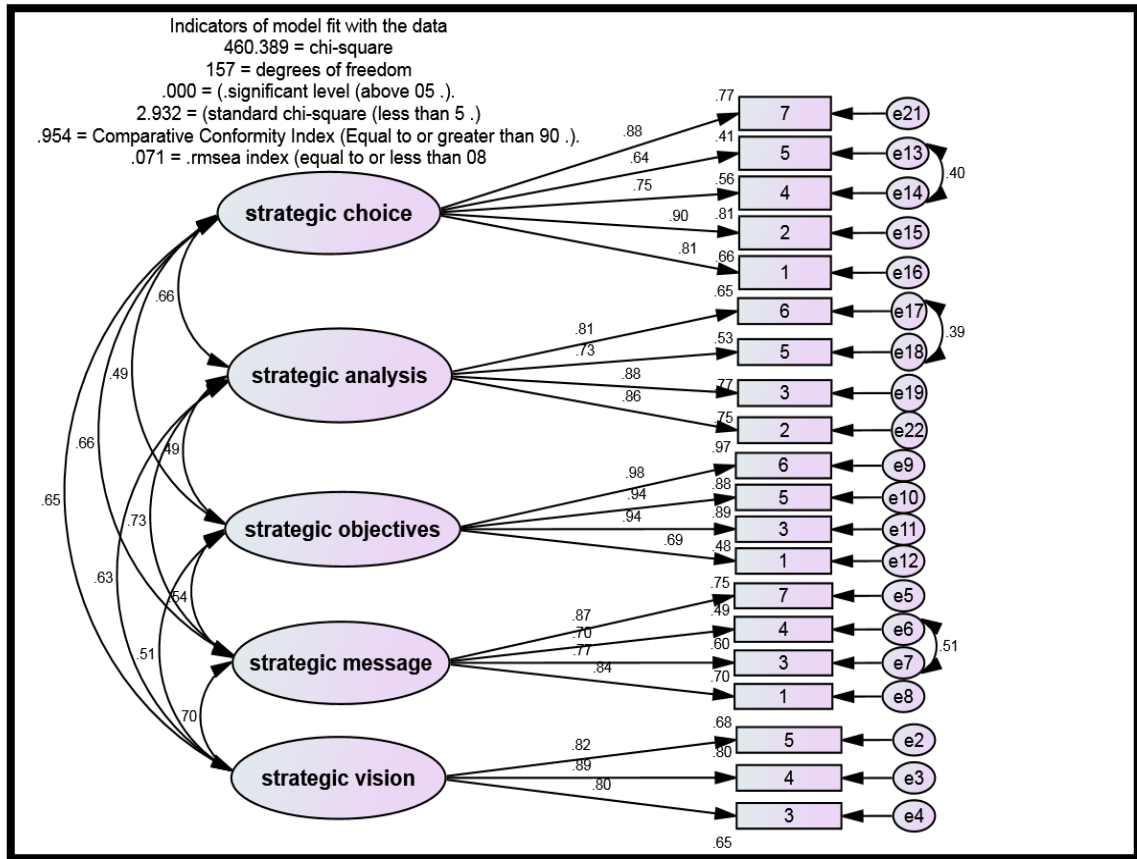 Indicators of model fit with the data
460.389 = chi-square
157 = degrees of freedom
.000 = (.significant level (above 05 .).
2.932 = (standard chi-square (less than 5 .)
.954 = Comparative Conformity Index (Equal to or greater than 90 .).
.071 = .rmsea index (equal to or less than 08
.77
7
e21
.88
.41
5
e13
.64
.40
.56
4
e14
.75
.81
2
e15
.90
.66
1
e16
.81
strategic choice
.65
6
e17
.81
.53
5
e18
.73
.39
.77
3
e19
.88
.75
2
e22
.86
strategic analysis
.97
6
e9
.98
.88
5
e10
.94
.89
3
e11
.94
.48
1
e12
.69
strategic objectives
.75
7
e5
.87
.49
4
e6
.70
.51
.60
3
e7
.77
.70
1
e8
.84
strategic message
.68
5
e2
.82
.80
4
e3
.89
.65
3
e4
.80
strategic vision
.66
.49
.66
.65
.49
.73
.63
.54
.51
.70